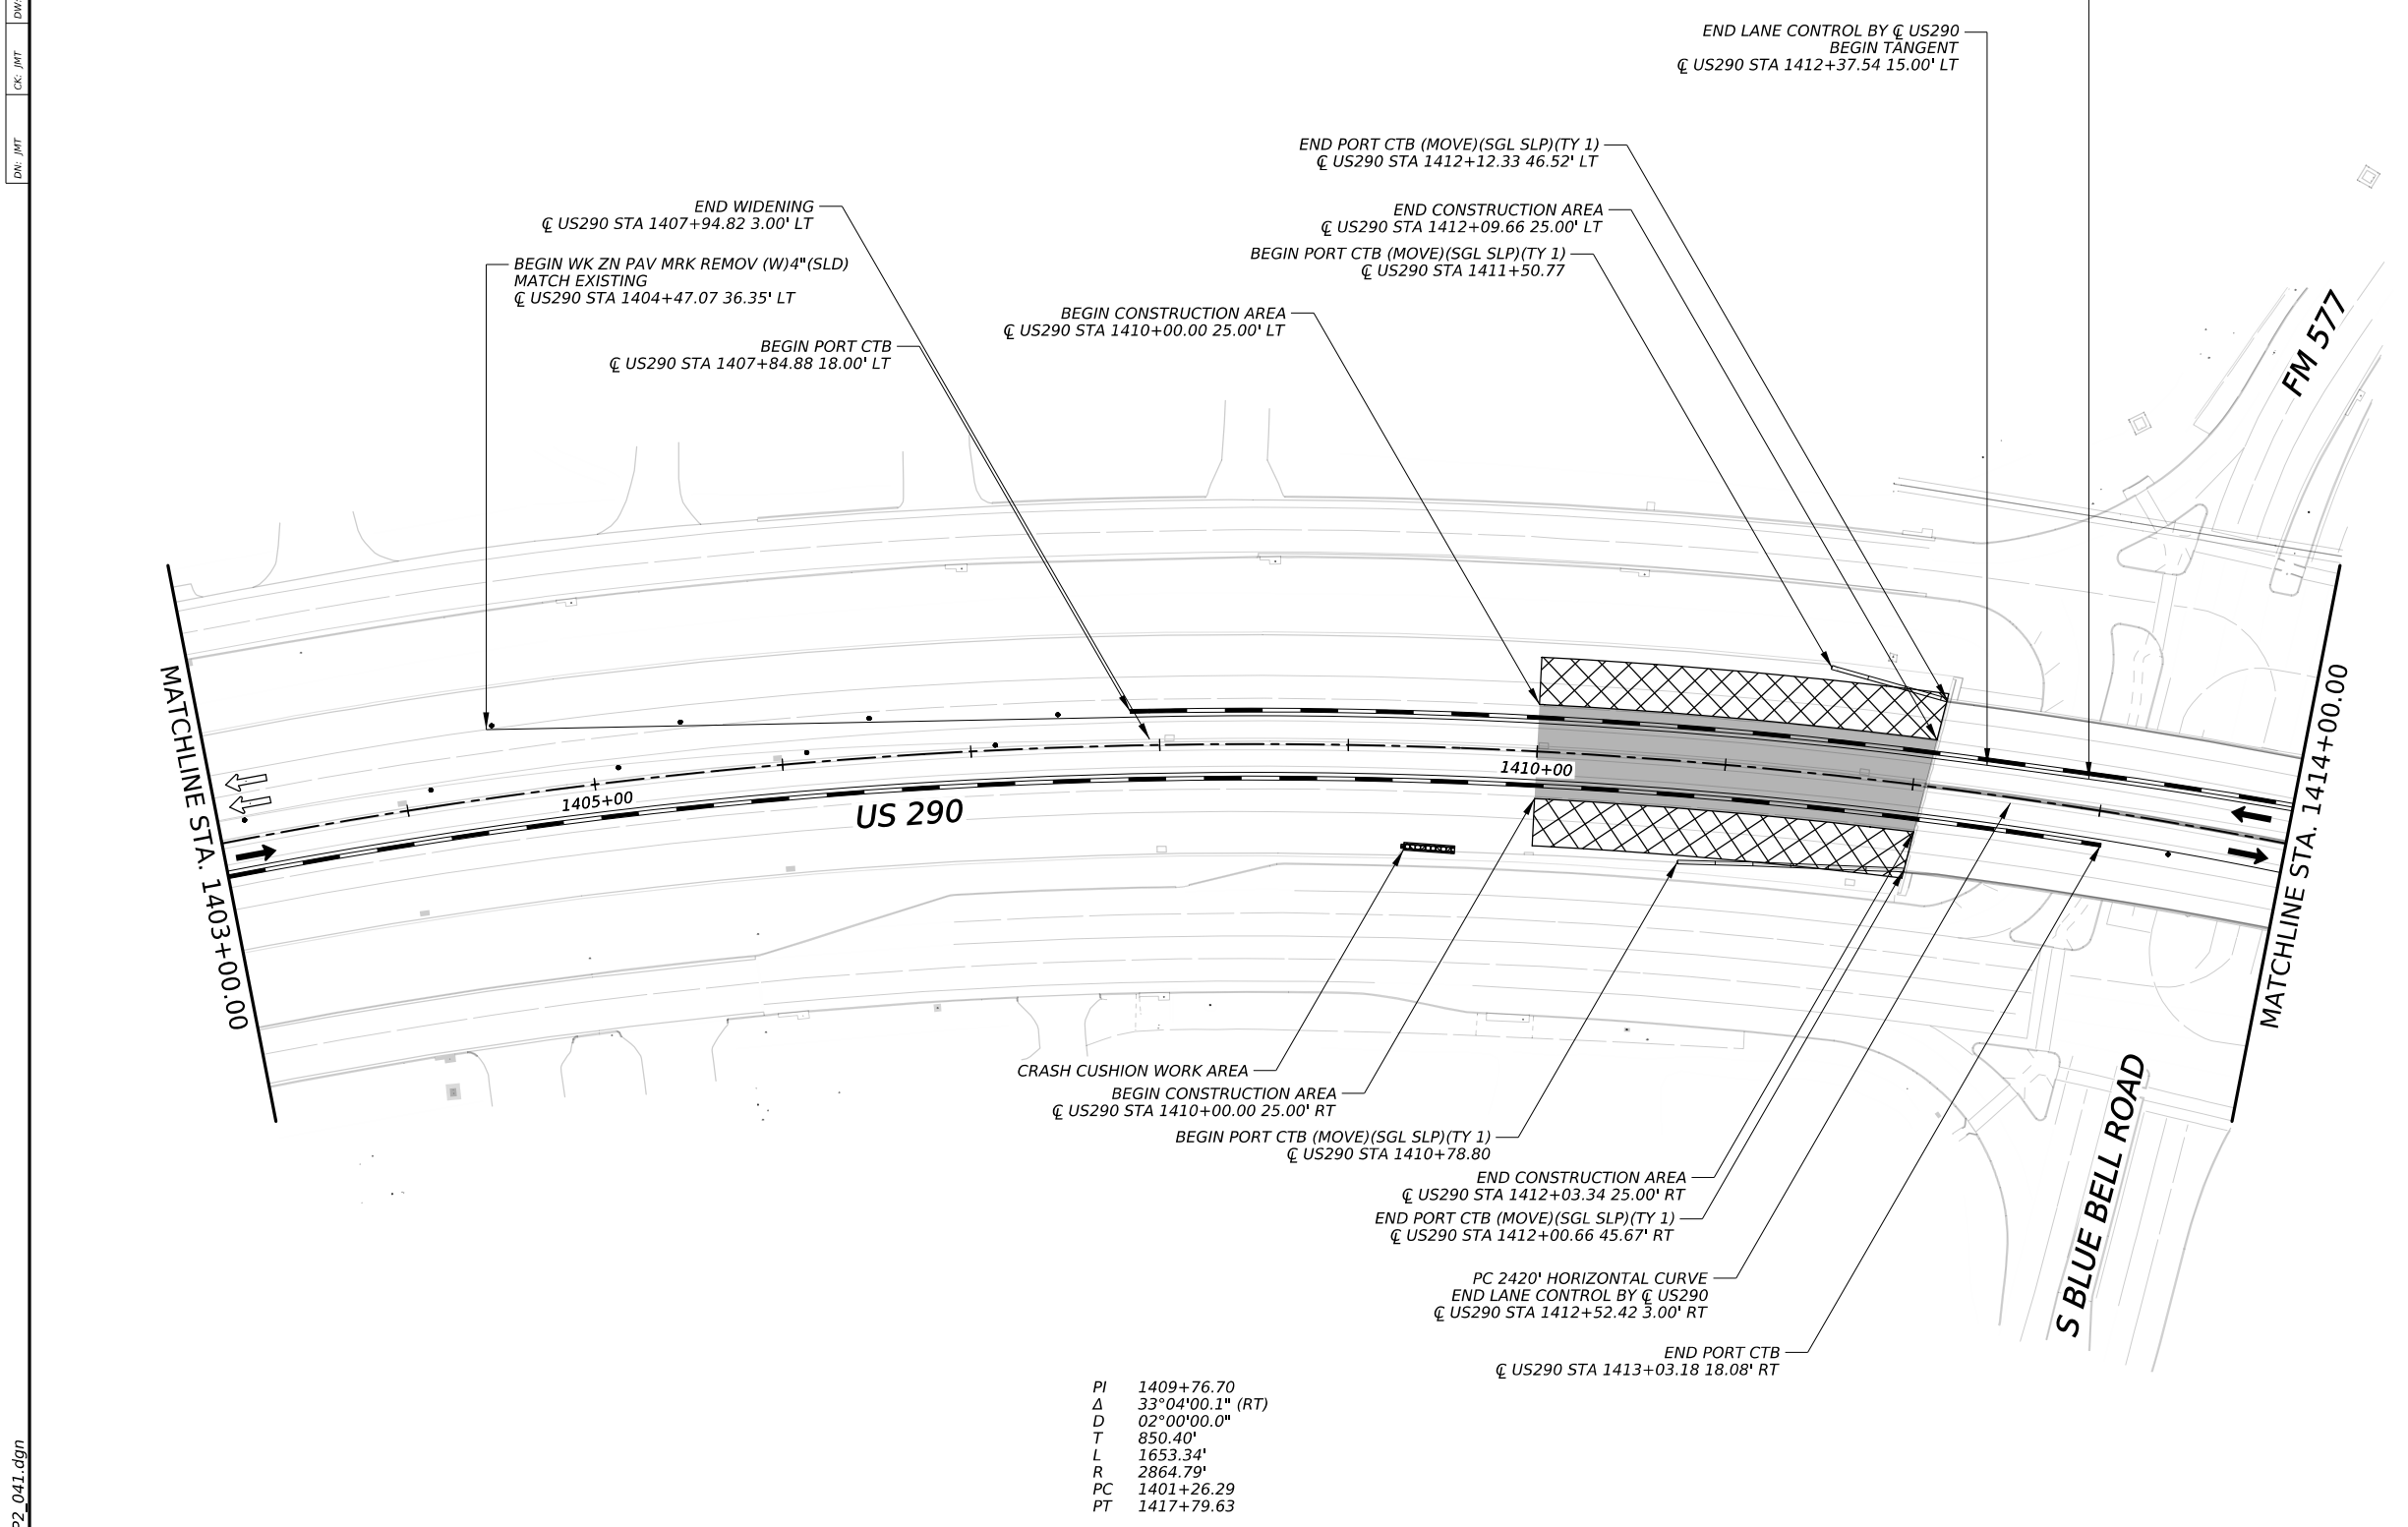 DW:
CK: JMT
DN: JMT
P2_041.dgn
END LANE CONTROL BY ℄ US290
BEGIN TANGENT
℄ US290 STA 1412+37.54 15.00' LT
END PORT CTB (MOVE)(SGL SLP)(TY 1)
℄ US290 STA 1412+12.33 46.52' LT
END WIDENING
℄ US290 STA 1407+94.82 3.00' LT
END CONSTRUCTION AREA
℄ US290 STA 1412+09.66 25.00' LT
BEGIN PORT CTB (MOVE)(SGL SLP)(TY 1)
℄ US290 STA 1411+50.77
BEGIN WK ZN PAV MRK REMOV (W)4"(SLD)
MATCH EXISTING
℄ US290 STA 1404+47.07 36.35' LT
BEGIN CONSTRUCTION AREA
℄ US290 STA 1410+00.00 25.00' LT
BEGIN PORT CTB
℄ US290 STA 1407+84.88 18.00' LT
FM 577
MATCHLINE STA. 1403+00.00
1405+00
US 290
1410+00
MATCHLINE STA. 1414+00.00
CRASH CUSHION WORK AREA
BEGIN CONSTRUCTION AREA
℄ US290 STA 1410+00.00 25.00' RT
BEGIN PORT CTB (MOVE)(SGL SLP)(TY 1)
℄ US290 STA 1410+78.80
END CONSTRUCTION AREA
℄ US290 STA 1412+03.34 25.00' RT
END PORT CTB (MOVE)(SGL SLP)(TY 1)
℄ US290 STA 1412+00.66 45.67' RT
S BLUE BELL ROAD
PC 2420' HORIZONTAL CURVE
END LANE CONTROL BY ℄ US290
℄ US290 STA 1412+52.42 3.00' RT
END PORT CTB
℄ US290 STA 1413+03.18 18.08' RT
PI 1409+76.70
Δ 33°04'00.1" (RT)
D 02°00'00.0"
T 850.40'
L 1653.34'
R 2864.79'
PC 1401+26.29
PT 1417+79.63